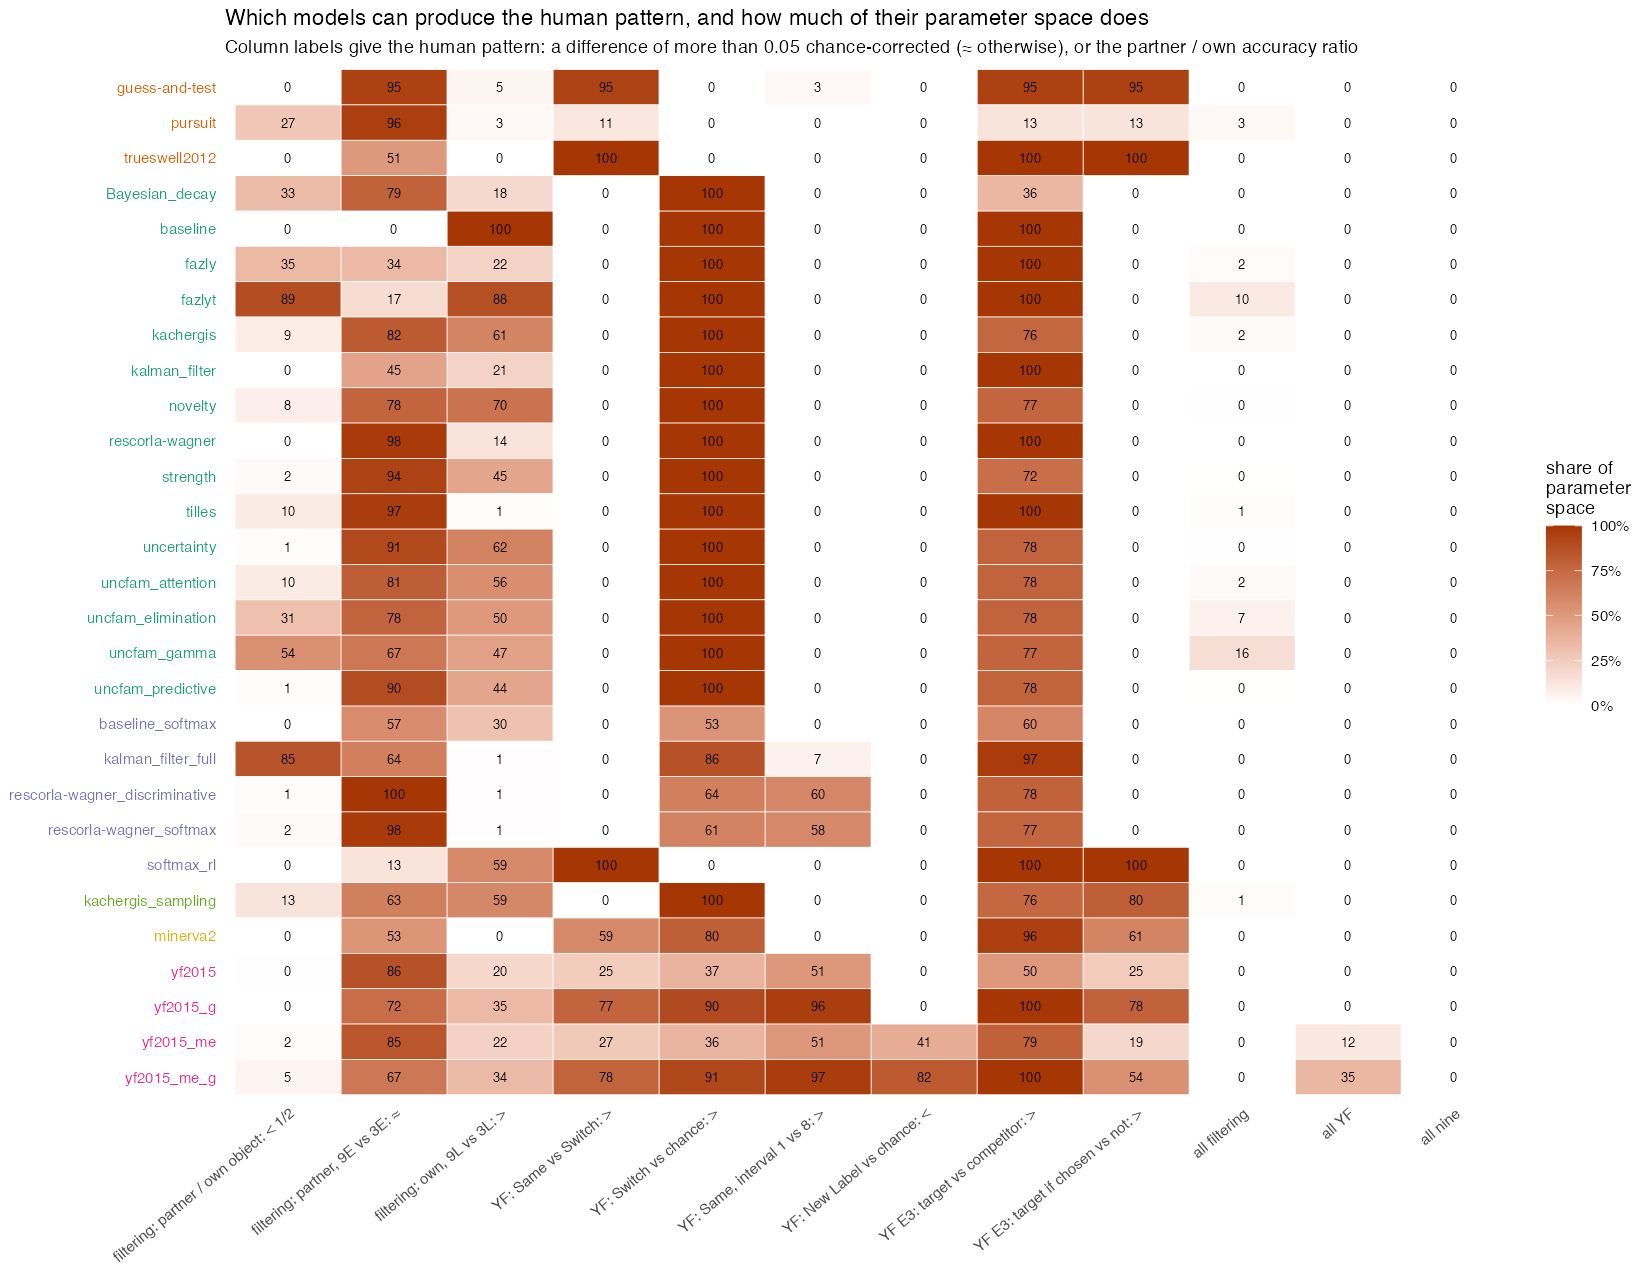 Which models can produce the human pattern, and how much of their parameter space does
Column labels give the human pattern: a difference of more than 0.05 chance-corrected (≈ otherwise), or the partner / own accuracy ratio
guess-and-test 0 95 5 95 0 3 0 95 95 0 0 0
pursuit 27 96 3 11 0 0 0 13 13 3 0 0
trueswell2012 0 51 0 100 0 0 0 100 100 0 0 0
Bayesian_decay 33 79 18 0 100 0 0 36 0 0 0 0
baseline 0 0 100 0 100 0 0 100 0 0 0 0
fazly 35 34 22 0 100 0 0 100 0 2 0 0
fazlyt 89 17 88 0 100 0 0 100 0 10 0 0
kachergis 9 82 61 0 100 0 0 76 0 2 0 0
kalman_filter 0 45 21 0 100 0 0 100 0 0 0 0
novelty 8 78 70 0 100 0 0 77 0 0 0 0
rescorla-wagner 0 98 14 0 100 0 0 100 0 0 0 0
strength 2 94 45 0 100 0 0 72 0 0 0 0
tilles 10 97 1 0 100 0 0 100 0 1 0 0
uncertainty 1 91 62 0 100 0 0 78 0 0 0 0
uncfam_attention 10 81 56 0 100 0 0 78 0 2 0 0
uncfam_elimination 31 78 50 0 100 0 0 78 0 7 0 0
uncfam_gamma 54 67 47 0 100 0 0 77 0 16 0 0
uncfam_predictive 1 90 44 0 100 0 0 78 0 0 0 0
baseline_softmax 0 57 30 0 53 0 0 60 0 0 0 0
kalman_filter_full 85 64 1 0 86 7 0 97 0 0 0 0
rescorla-wagner_discriminative 1 100 1 0 64 60 0 78 0 0 0 0
rescorla-wagner_softmax 2 98 1 0 61 58 0 77 0 0 0 0
softmax_rl 0 13 59 100 0 0 0 100 100 0 0 0
kachergis_sampling 13 63 59 0 100 0 0 76 80 1 0 0
minerva2 0 53 0 59 80 0 0 96 61 0 0 0
yf2015 0 86 20 25 37 51 0 50 25 0 0 0
yf2015_g 0 72 35 77 90 96 0 100 78 0 0 0
yf2015_me 2 85 22 27 36 51 41 79 19 0 12 0
yf2015_me_g 5 67 34 78 91 97 82 100 54 0 35 0
filtering: partner / own object: < 1/2
filtering: partner, 9E vs 3E: ≈
filtering: own, 9L vs 3L: >
YF: Same vs Switch: >
YF: Switch vs chance: >
YF: Same, interval 1 vs 8: >
YF: New Label vs chance: <
YF E3: target vs competitor: >
YF E3: target if chosen vs not: >
all filtering
all YF
all nine
share of
parameter
space
100%
75%
50%
25%
0%